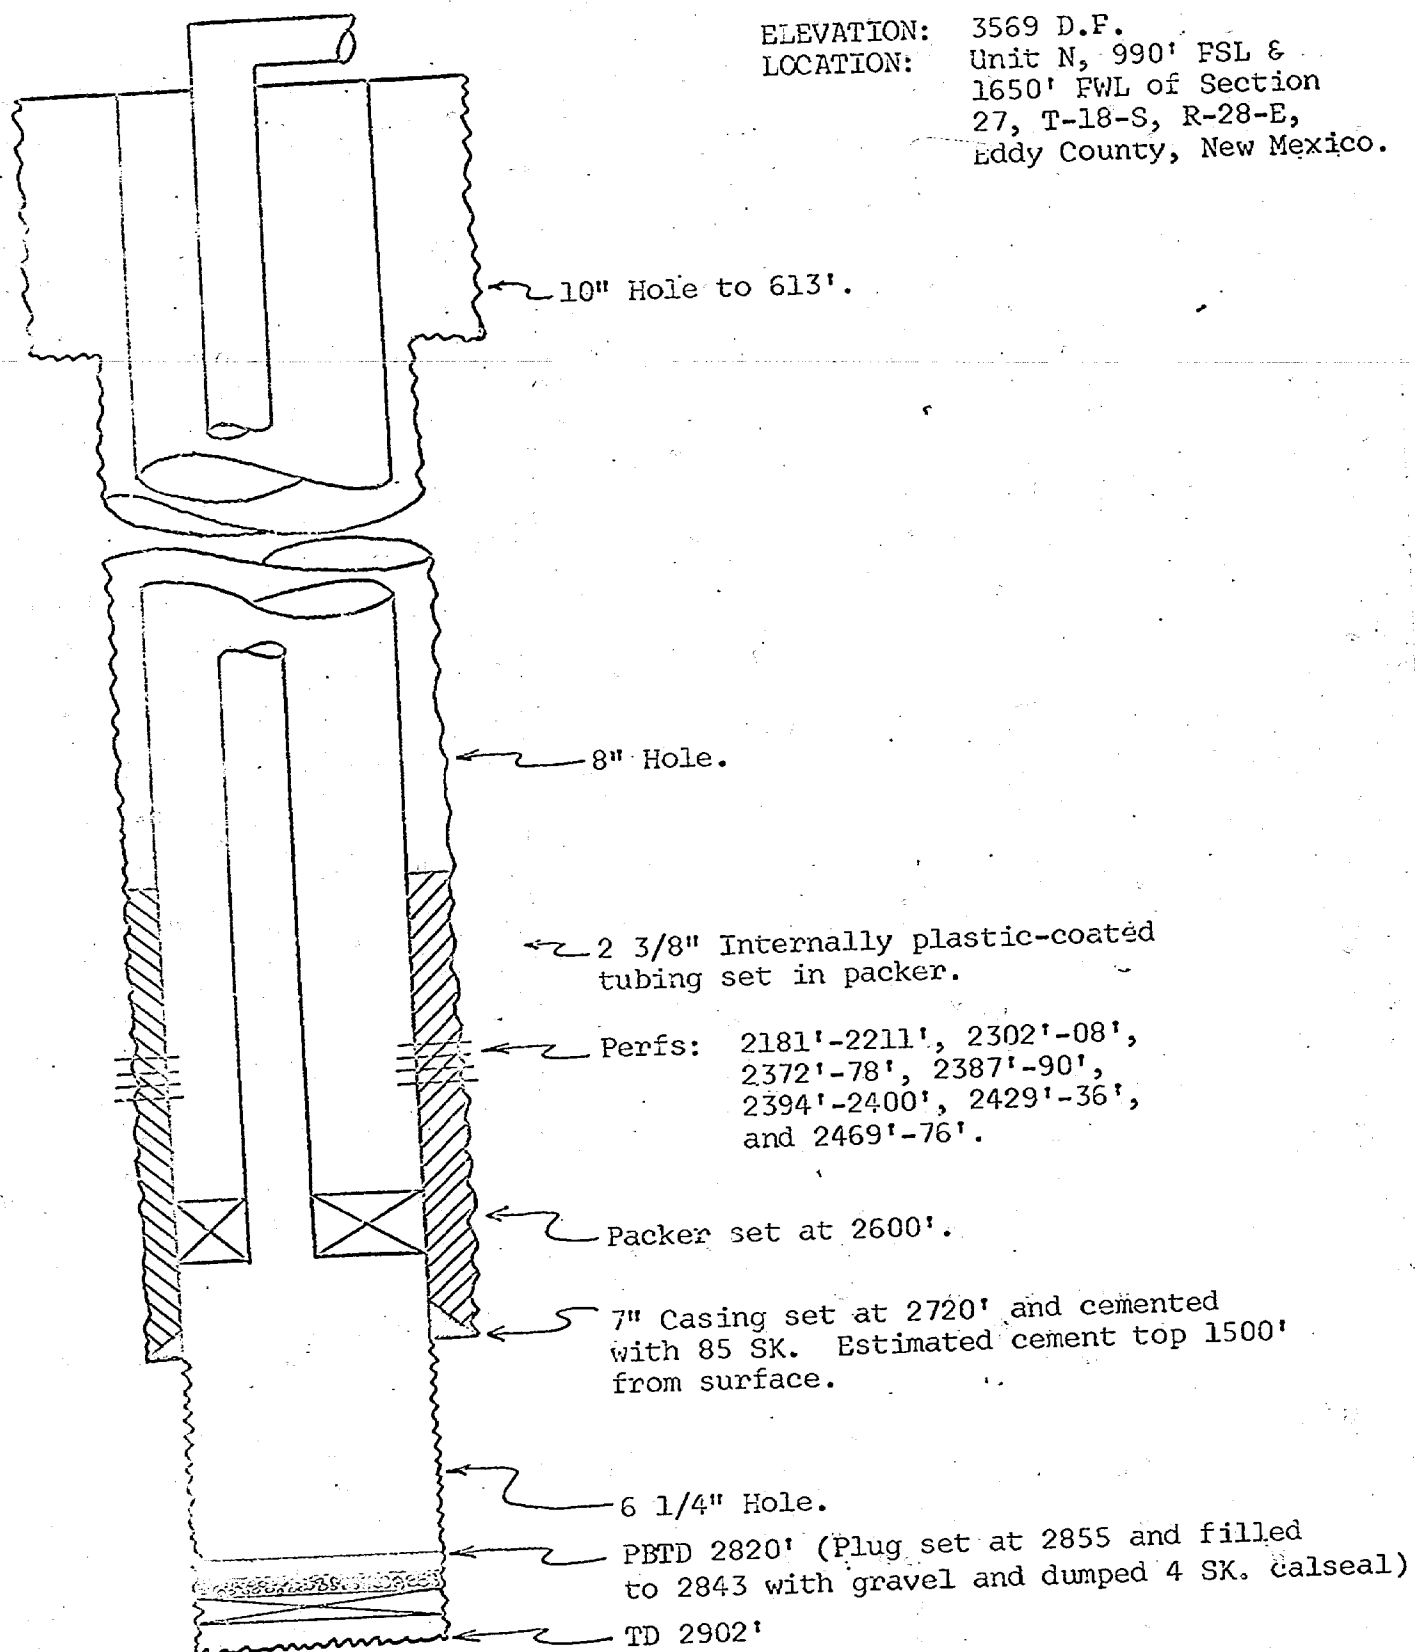 ELEVATION: 3569 D.F.
LOCATION: Unit N, 990' FSL &
1650' FWL of Section
27, T-18-S, R-28-E,
Eddy County, New Mexico.
10" Hole to 613'.
8" Hole.
2 3/8" Internally plastic-coated
tubing set in packer.
Perfs: 2181'-2211', 2302'-08',
2372'-78', 2387'-90',
2394'-2400', 2429'-36',
and 2469'-76'.
Packer set at 2600'.
7" Casing set at 2720' and cemented
with 85 SK. Estimated cement top 1500'
from surface.
6 1/4" Hole.
PBTD 2820' (Plug set at 2855 and filled
to 2843 with gravel and dumped 4 SK. calseal)
TD 2902'